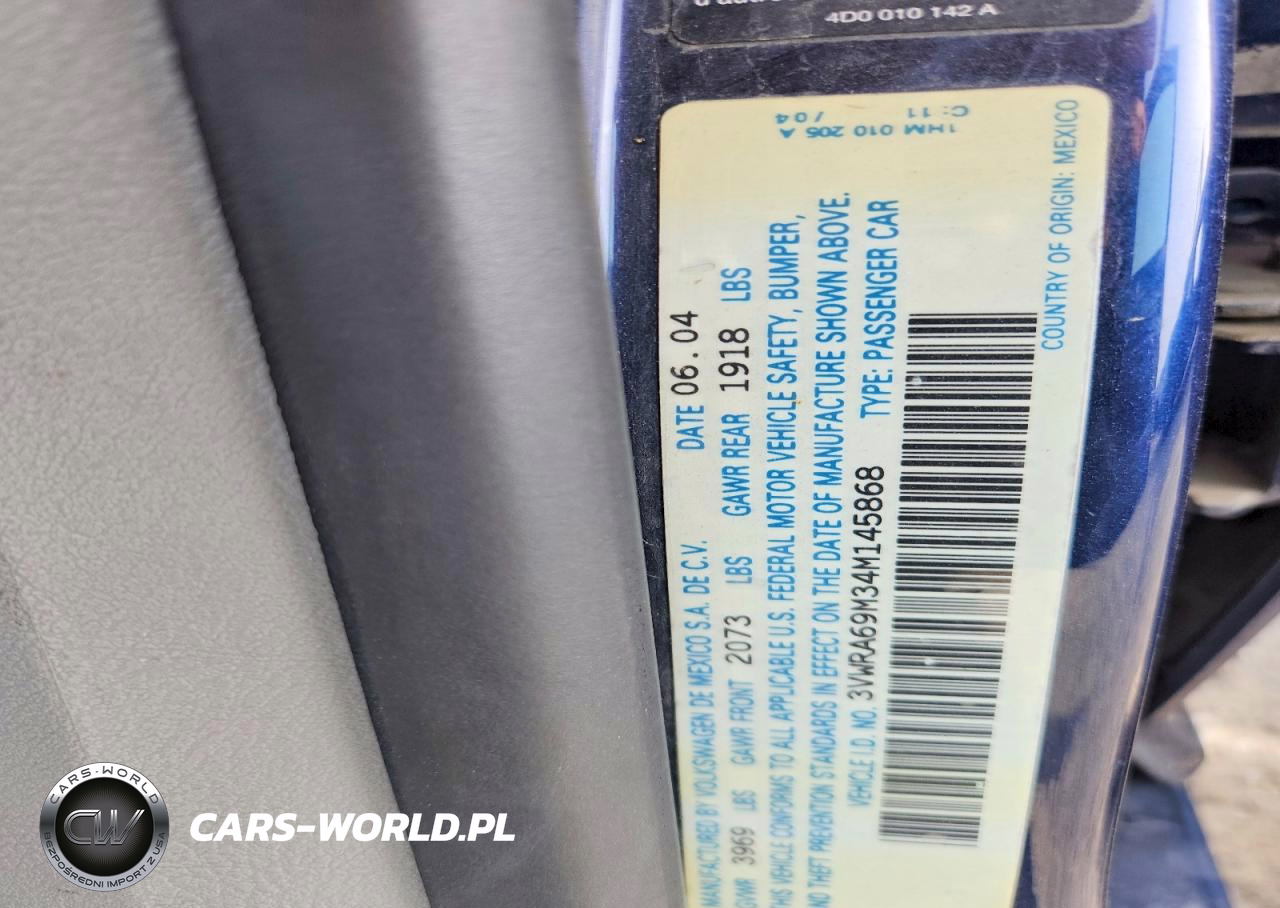 4D0 010 142 A
1HM 010 205 A
C: 11 / 04
MANUFACTURED BY VOLKSWAGEN DE MEXICO S.A. DE C.V. DATE 06.04
GVWR 3969 LBS GAWR FRONT 2073 LBS GAWR REAR 1918 LBS
THIS VEHICLE CONFORMS TO ALL APPLICABLE U.S. FEDERAL MOTOR VEHICLE SAFETY, BUMPER,
AND THEFT PREVENTION STANDARDS IN EFFECT ON THE DATE OF MANUFACTURE SHOWN ABOVE.
VEHICLE I.D. NO. 3VWRA69M34M145868 TYPE: PASSENGER CAR
COUNTRY OF ORIGIN: MEXICO
CARS-WORLD
CW
BEZPOŚREDNI IMPORT Z USA
CARS-WORLD.PL